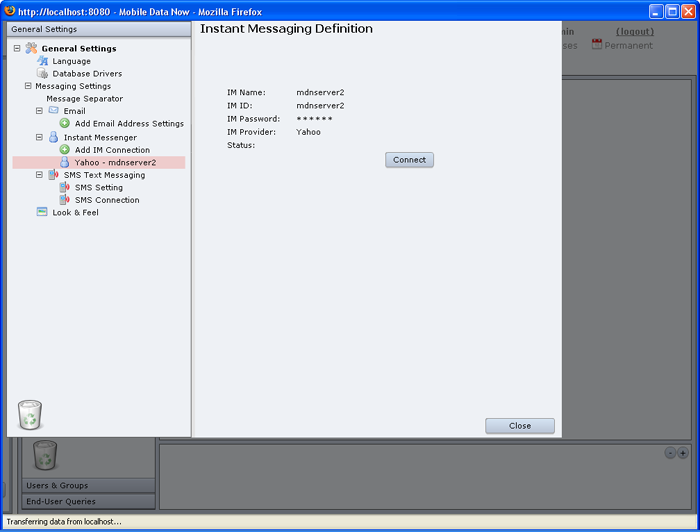 http://localhost:8080 - Mobile Data Now - Mozilla Firefox
General Settings
General Settings
Language
Database Drivers
Messaging Settings
Message Separator
Email
Add Email Address Settings
Instant Messenger
Add IM Connection
Yahoo - mdnserver2
SMS Text Messaging
SMS Setting
SMS Connection
Look & Feel
Instant Messaging Definition
IM Name: mdnserver2
IM ID: mdnserver2
IM Password: ******
IM Provider: Yahoo
Status:
Connect
Close
(logout)
Permanent
Users & Groups
End-User Queries
Transferring data from localhost...